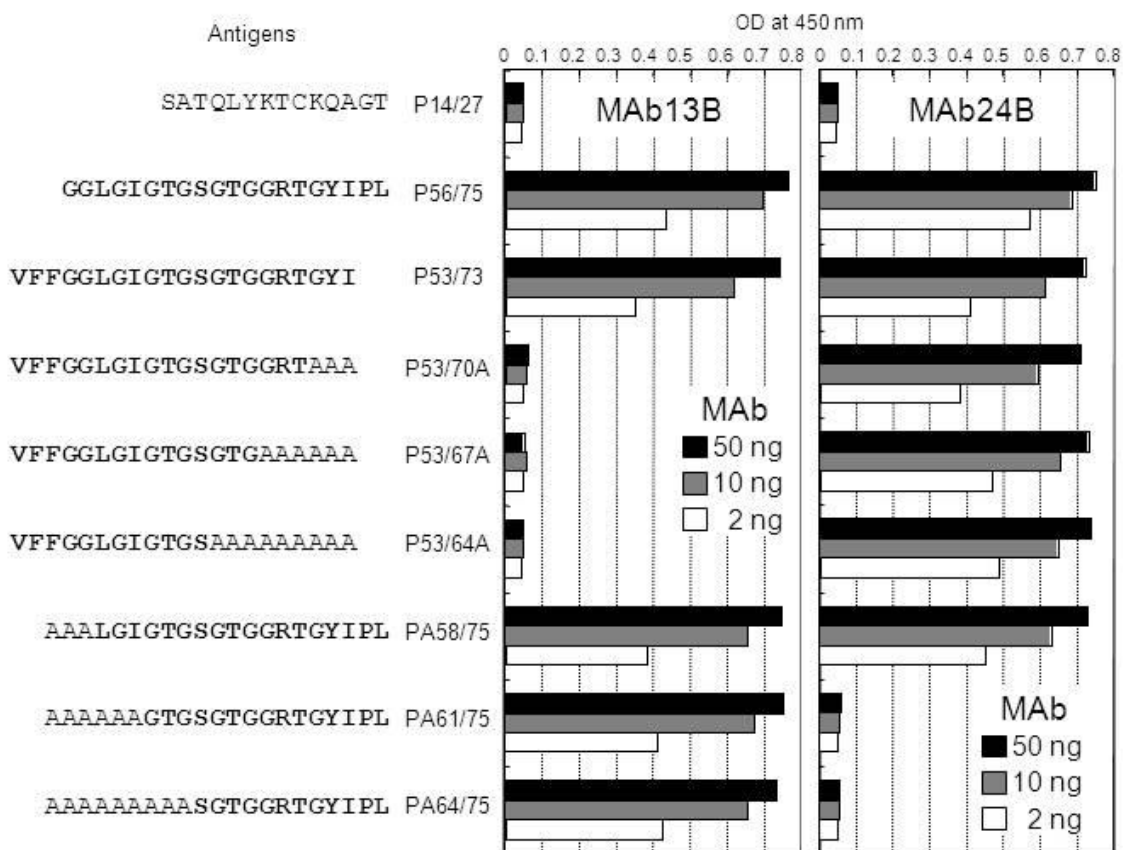 Antigens
OD at 450 nm
0 0.1 0.2 0.3 0.4 0.5 0.6 0.7 0.8 0 0.1 0.2 0.3 0.4 0.5 0.6 0.7 0.8
MAb13B MAb24B
SATQLYKTCKQAGT P14/27
GGLGIGTGSGTGGRTGYIPL P56/75
VFFGGLGIGTGSGTGGRTGYI P53/73
VFFGGLGIGTGSGTGGRTAAA P53/70A
VFFGGLGIGTGSGTGAAAAAA P53/67A
VFFGGLGIGTGSAAAAAAAAA P53/64A
AAALGIGTGSGTGGRTGYIPL PA58/75
AAAAAAGTGSGTGGRTGYIPL PA61/75
AAAAAAAAASGTGGRTGYIPL PA64/75
MAb
50 ng
10 ng
2 ng
MAb
50 ng
10 ng
2 ng